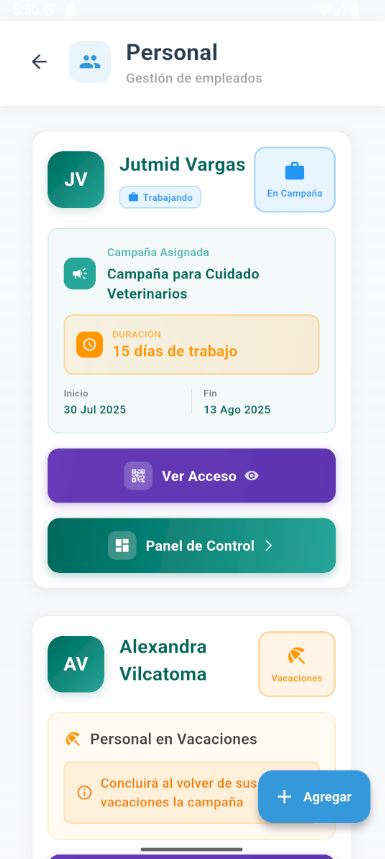 5:50
Personal
Gestión de empleados
JV
Jutmid Vargas
Trabajando
En Campaña
Campaña Asignada
Campaña para Cuidado
Veterinarios
DURACIÓN
15 días de trabajo
Inicio
Fin
30 Jul 2025
13 Ago 2025
Ver Acceso
Panel de Control
AV
Alexandra
Vilcatoma
Vacaciones
Personal en Vacaciones
Concluirá al volver de sus
vacaciones la campaña
Agregar